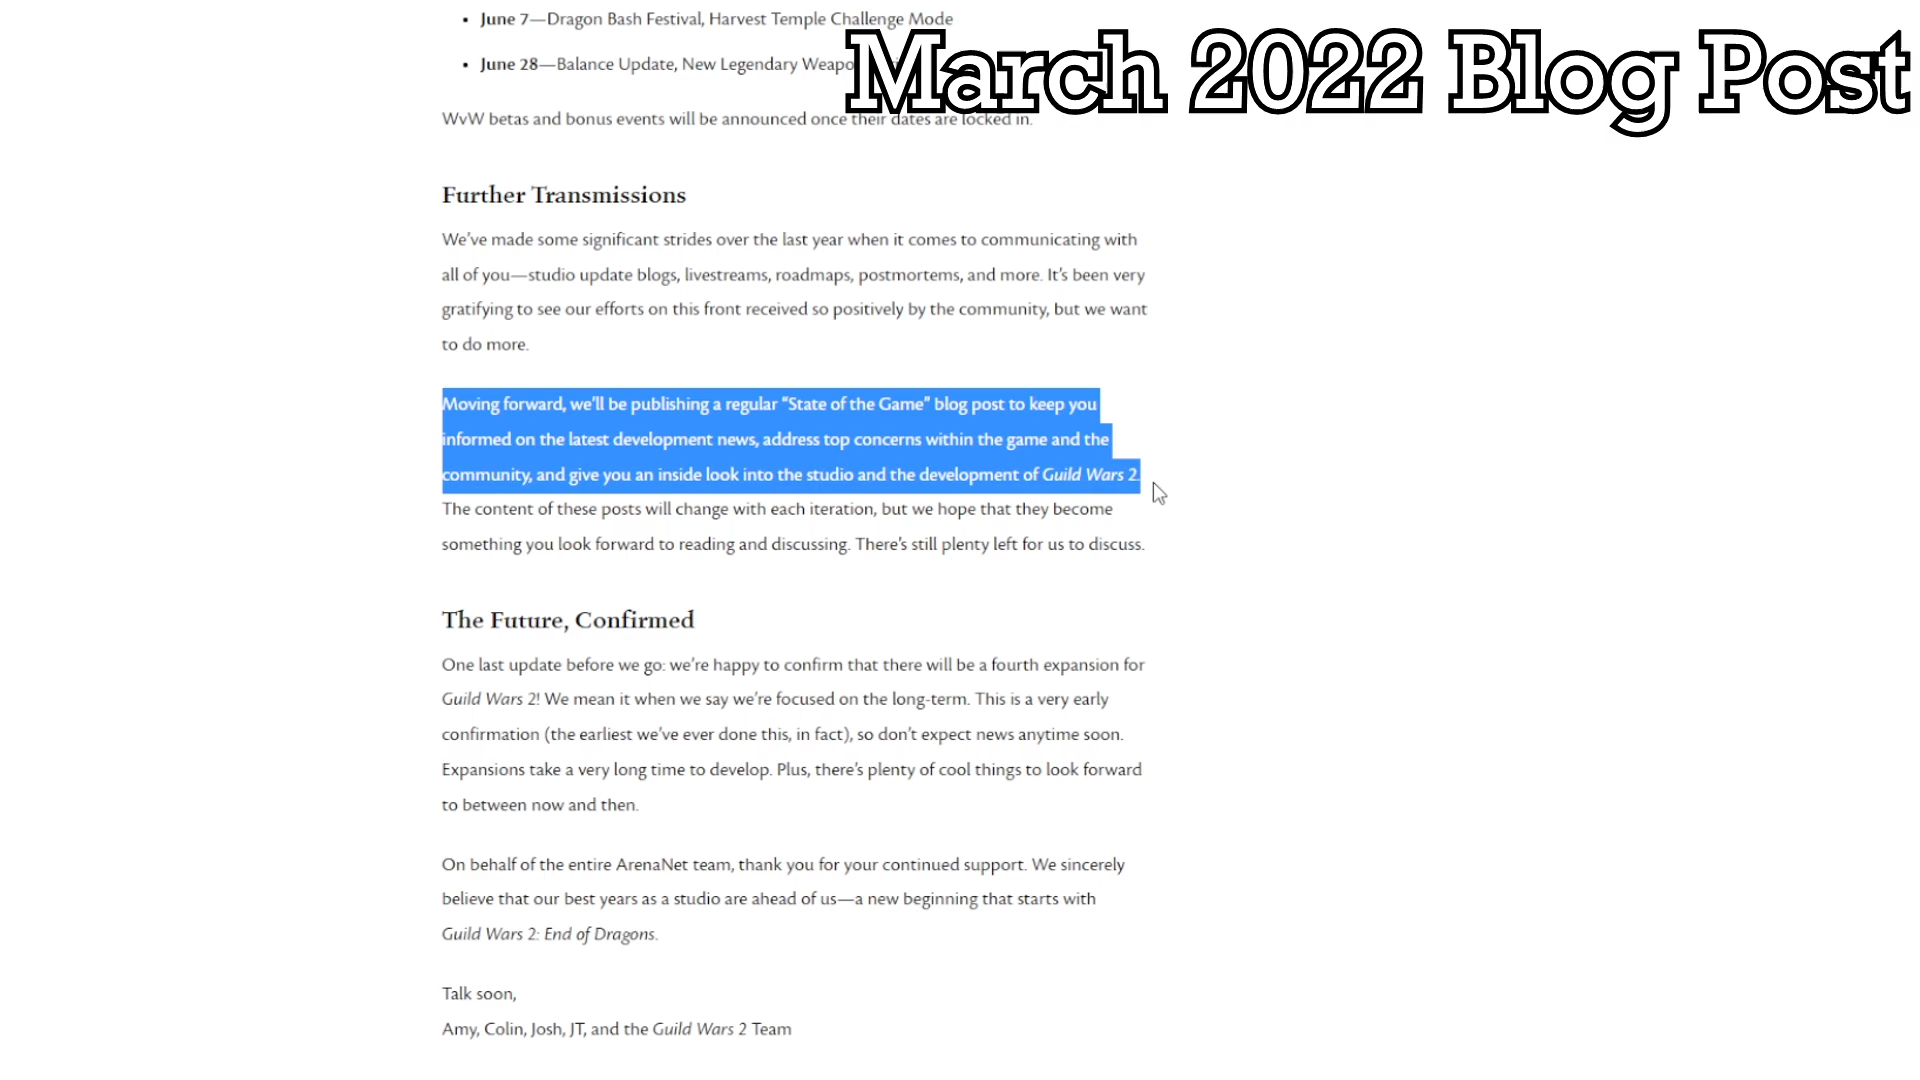 • June 7—Dragon Bash Festival, Harvest Temple Challenge Mode
March 2022 Blog Post
• June 28—Balance Update, New Legendary
WvW betas and bonus events will be announced once their dates are locked in.
Further Transmissions
We've made some significant strides over the last year when it comes to communicating with
all of you—studio update blogs, livestreams, roadmaps, postmortems, and more. It's been very
gratifying to see our efforts on this front received so positively by the community, but we want
to do more.
Moving forward, we'll be publishing a regular “State of the Game” blog post to keep you
informed on the latest development news, address top concerns within the game and the
community, and give you an inside look into the studio and the development of Guild Wars 2.
The content of these posts will change with each iteration, but we hope that they become
something you look forward to reading and discussing. There's still plenty left for us to discuss.
The Future, Confirmed
One last update before we go: we're happy to confirm that there will be a fourth expansion for
Guild Wars 2! We mean it when we say we're focused on the long-term. This is a very early
confirmation (the earliest we've ever done this, in fact), so don't expect news anytime soon.
Expansions take a very long time to develop. Plus, there's plenty of cool things to look forward
to between now and then.
On behalf of the entire ArenaNet team, thank you for your continued support. We sincerely
believe that our best years as a studio are ahead of us—a new beginning that starts with
Guild Wars 2: End of Dragons.
Talk soon,
Amy, Colin, Josh, JT, and the Guild Wars 2 Team